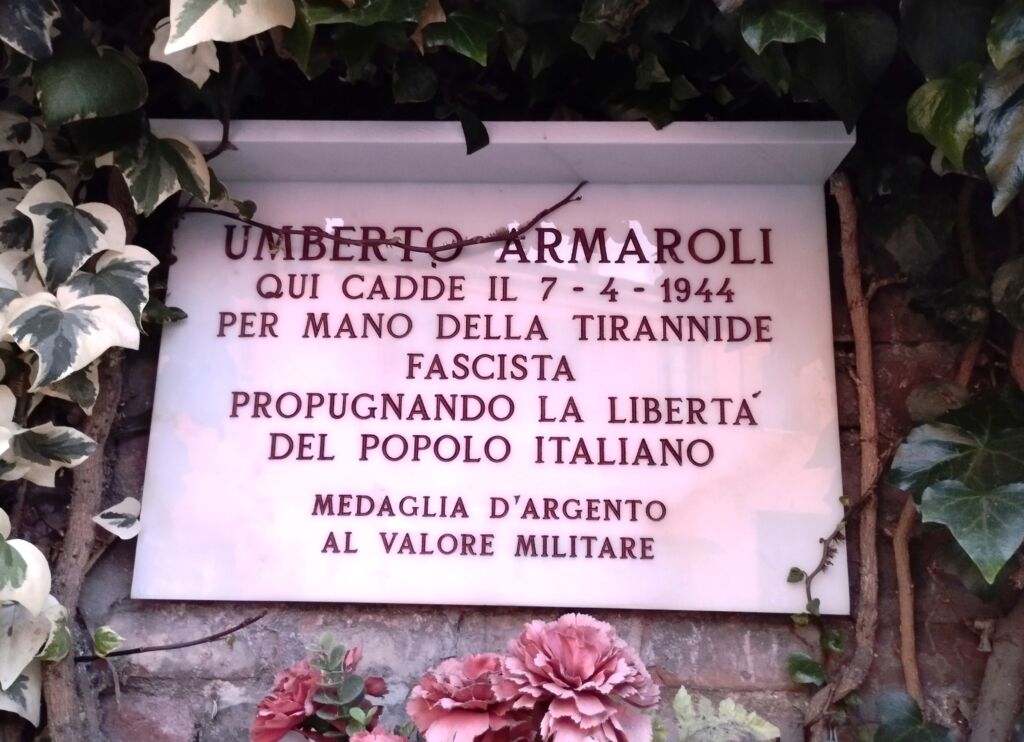 UMBERTO ARMAROLI
QUI CADDE IL 7-4-1944
PER MANO DELLA TIRANNIDE
FASCISTA
PROPUGNANDO LA LIBERTA'
DEL POPOLO ITALIANO
MEDAGLIA D'ARGENTO
AL VALORE MILITARE